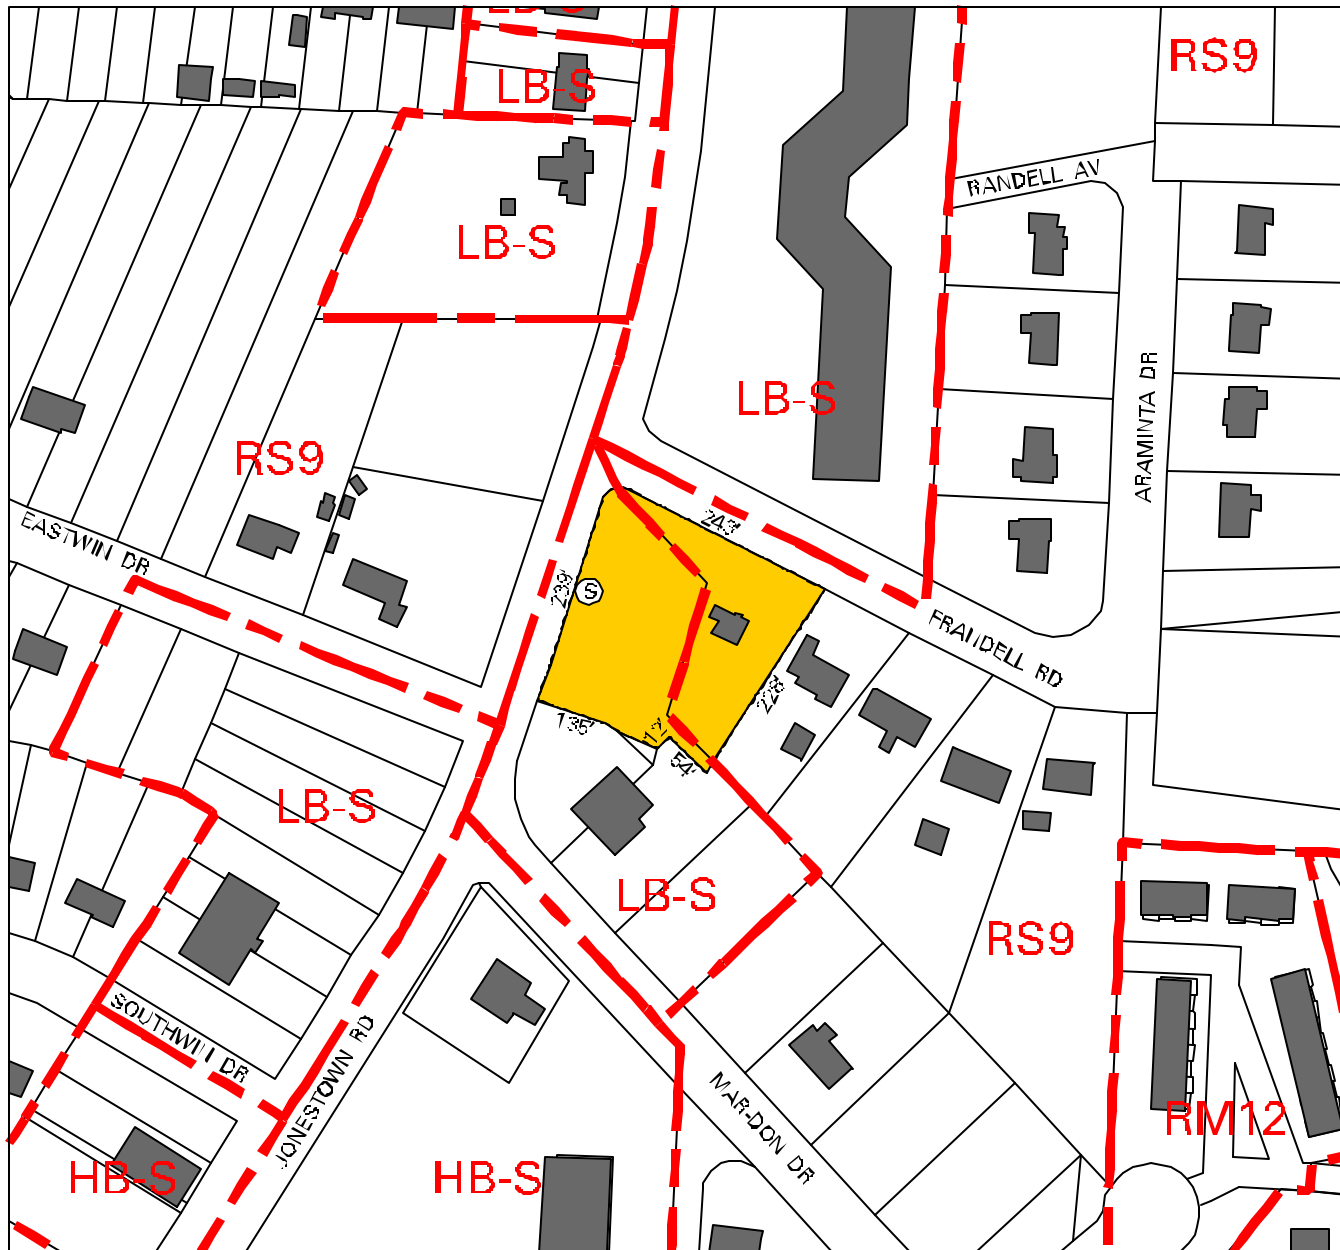 LB-S
RS9
LB-S
RANDELL AV
LB-S
LB-S
ARAMINTA DR
RS9
EASTWIN DR
243'
239'
S
FRANDELL RD
228'
135'
12'
54'
LB-S
LB-S
RS9
SOUTHWIN DR
JONESTOWN RD
MAR-DON DR
RM12
HB-S
HB-S